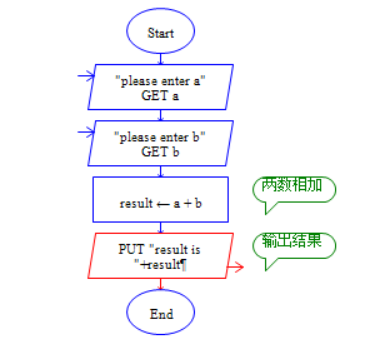 Start
"please enter a"
GET a
"please enter b"
GET b
result ← a + b
两数相加
PUT "result is
"+result¶
输出结果
End